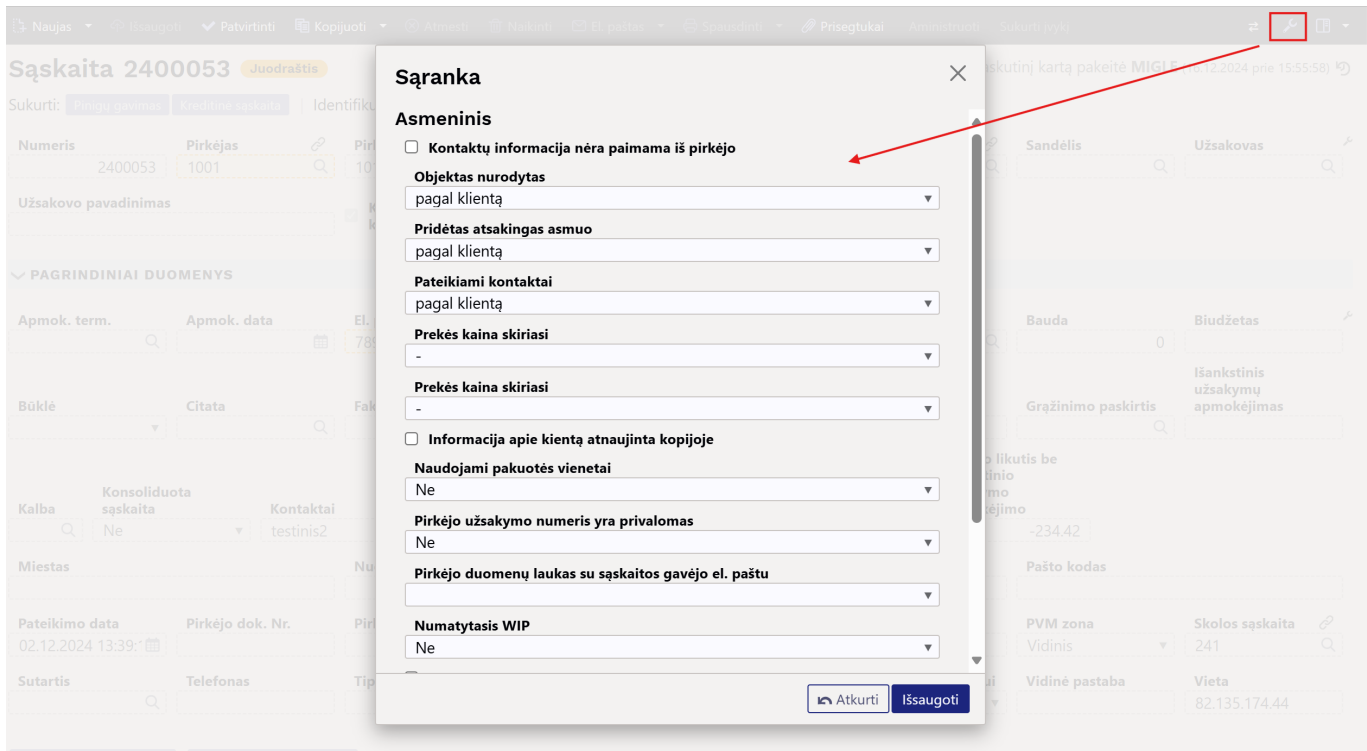 Naujas Išsaugoti Patvirtinti Kopijuoti Atmesti Naikinti El. paštas Spausdinti Prisegtukai
Sąskaita 2400053 Juodraštis
Sukurti: Pinigų gavimas Kreditinė sąskaita
Sąranka
Asmeninis
Kontaktų informacija nėra paimama iš pirkėjo
Objektas nurodytas
pagal klientą
Pridėtas atsakingas asmuo
pagal klientą
Pateikiami kontaktai
pagal klientą
Prekės kaina skiriasi
-
Prekės kaina skiriasi
-
Informacija apie kientą atnaujinta kopijoje
Naudojami pakuotės vienetai
Ne
Pirkėjo užsakymo numeris yra privalomas
Ne
Pirkėjo duomenų laukas su sąskaitos gavėjo el. paštu
Numatytasis WIP
Ne
Atkurti Išsaugoti
Numeris Pirkėjas Sandėlis Užsakovas
2400053 1001
Užsakovo pavadinimas
PAGRINDINIAI DUOMENYS
Apmok. term. Apmok. data El. Bauda Biudžetas
0
Išankstinis
užsakymų
Būklė Citata Grąžinimo paskirtis apmokėjimas
Konsoliduota
Kalba sąskaita Kontaktai
Ne testinis2 -234.42
Miestas Pašto kodas
Pateikimo data Pirkėjo dok. Nr. PVM zona Skolos sąskaita
02.12.2024 13:39: Vidinis 241
Sutartis Telefonas Vidinė pastaba Vieta
82.135.174.44